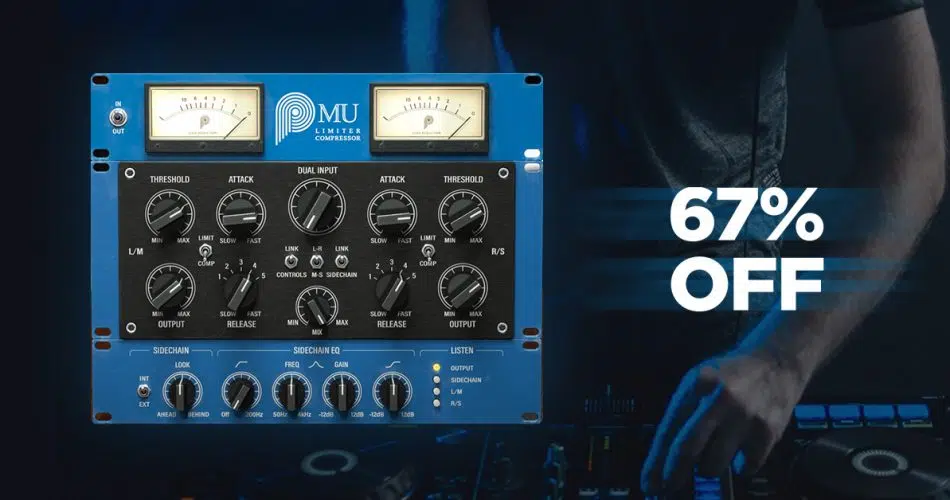 IN
OUT
MU
LIMITER
COMPRESSOR
THRESHOLD
ATTACK
DUAL INPUT
ATTACK
THRESHOLD
MIN MAX
SLOW FAST
SLOW FAST
MIN MAX
L/M
LIMIT
COMP
LINK
CONTROLS
L-R
M-S
LINK
SIDECHAIN
LIMIT
COMP
R/S
1 2 3 4 5
1 2 3 4 5
MIN MAX
OUTPUT
SLOW FAST
RELEASE
MIN MAX
MIX
SLOW FAST
RELEASE
MIN MAX
OUTPUT
SIDECHAIN
SIDECHAIN EQ
LISTEN
LOOK
FREQ
GAIN
INT
EXT
AHEAD BEHIND
Off 200Hz
50Hz 4kHz
-12dB 12dB
-12dB 12dB
OUTPUT
SIDECHAIN
L/M
R/S
67%
OFF